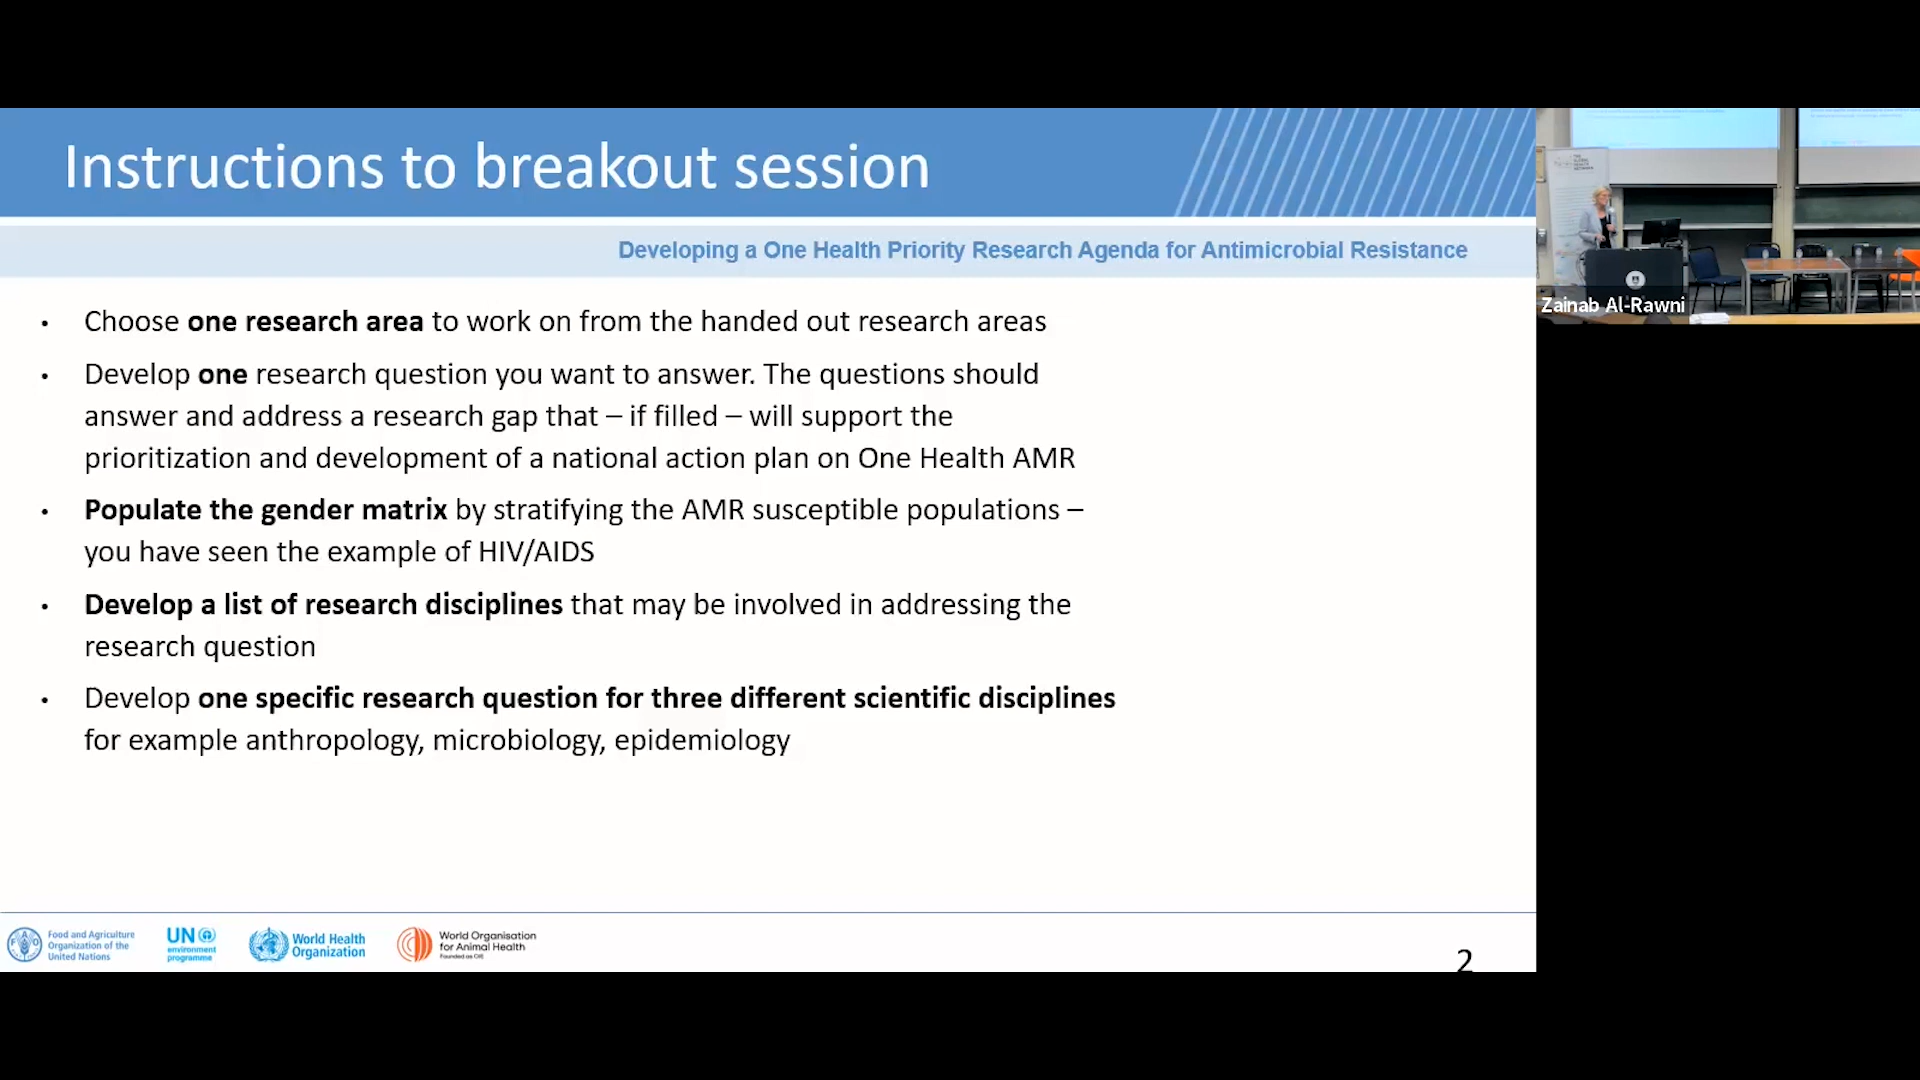 Instructions to breakout session
Developing a One Health Priority Research Agenda for Antimicrobial Resistance
• Choose one research area to work on from the handed out research areas
• Develop one research question you want to answer. The questions should
answer and address a research gap that – if filled – will support the
prioritization and development of a national action plan on One Health AMR
• Populate the gender matrix by stratifying the AMR susceptible populations –
you have seen the example of HIV/AIDS
• Develop a list of research disciplines that may be involved in addressing the
research question
• Develop one specific research question for three different scientific disciplines
for example anthropology, microbiology, epidemiology
Food and Agriculture
Organization of the
United Nations
UN
environment
programme
World Health
Organization
World Organisation
for Animal Health
Founded as OIE
2
Zainab Al-Rawni